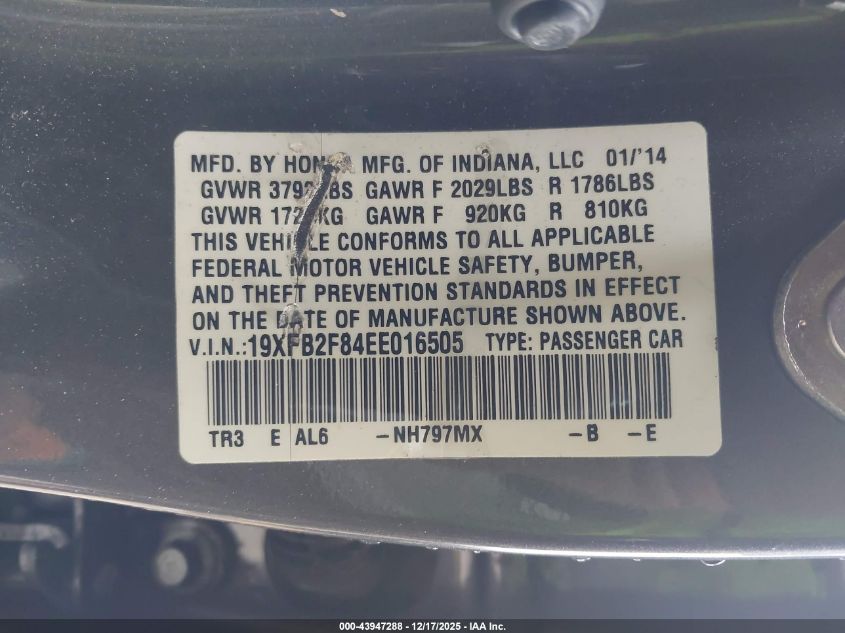 MFD. BY HON MFG. OF INDIANA, LLC 01/'14
GVWR 379 BS GAWR F 2029LBS R 1786LBS
GVWR 172 KG GAWR F 920KG R 810KG
THIS VEHICLE CONFORMS TO ALL APPLICABLE
FEDERAL MOTOR VEHICLE SAFETY, BUMPER,
AND THEFT PREVENTION STANDARDS IN EFFECT
ON THE DATE OF MANUFACTURE SHOWN ABOVE.
V.I.N.:19XFB2F84EE016505 TYPE: PASSENGER CAR
TR3 E AL6 -NH797MX -B -E
000-43947288 - 12/17/2025 - IAA Inc.